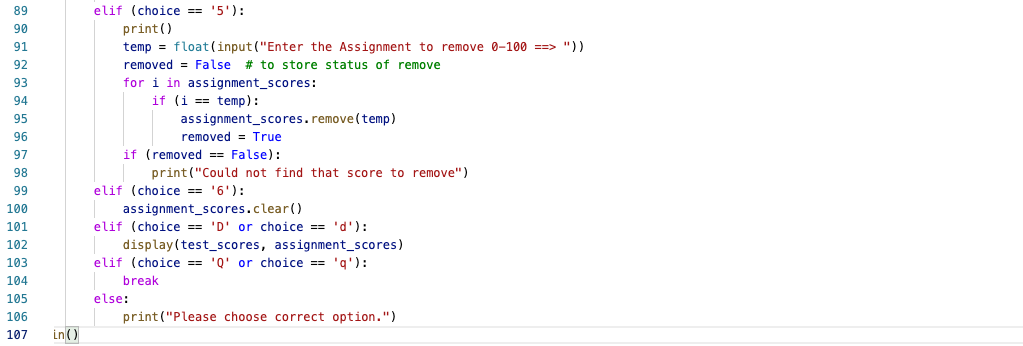 89 elif (choice == '5'):
90 print()
91 temp = float(input("Enter the Assignment to remove 0-100 ==> "))
92 removed = False  # to store status of remove
93 for i in assignment_scores:
94 if (i == temp):
95 assignment_scores.remove(temp)
96 removed = True
97 if (removed == False):
98 print("Could not find that score to remove")
99 elif (choice == '6'):
100 assignment_scores.clear()
101 elif (choice == 'D' or choice == 'd'):
102 display(test_scores, assignment_scores)
103 elif (choice == 'Q' or choice == 'q'):
104 break
105 else:
106 print("Please choose correct option.")
107 in()